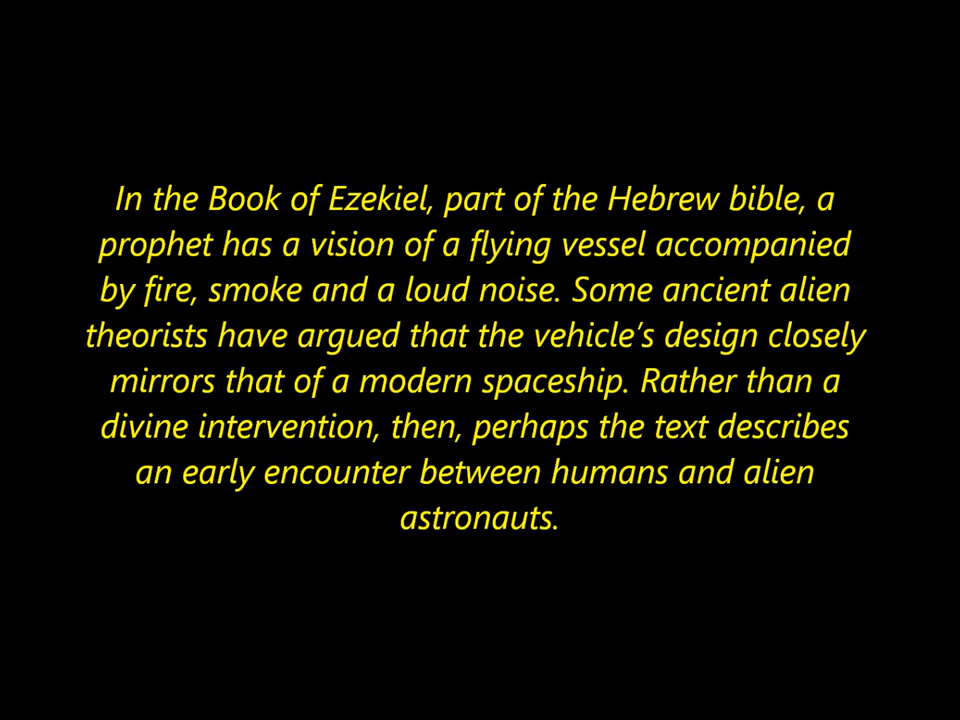 In the Book of Ezekiel, part of the Hebrew bible, a
prophet has a vision of a flying vessel accompanied
by fire, smoke and a loud noise. Some ancient alien
theorists have argued that the vehicle’s design closely
mirrors that of a modern spaceship. Rather than a
divine intervention, then, perhaps the text describes
an early encounter between humans and alien
astronauts.